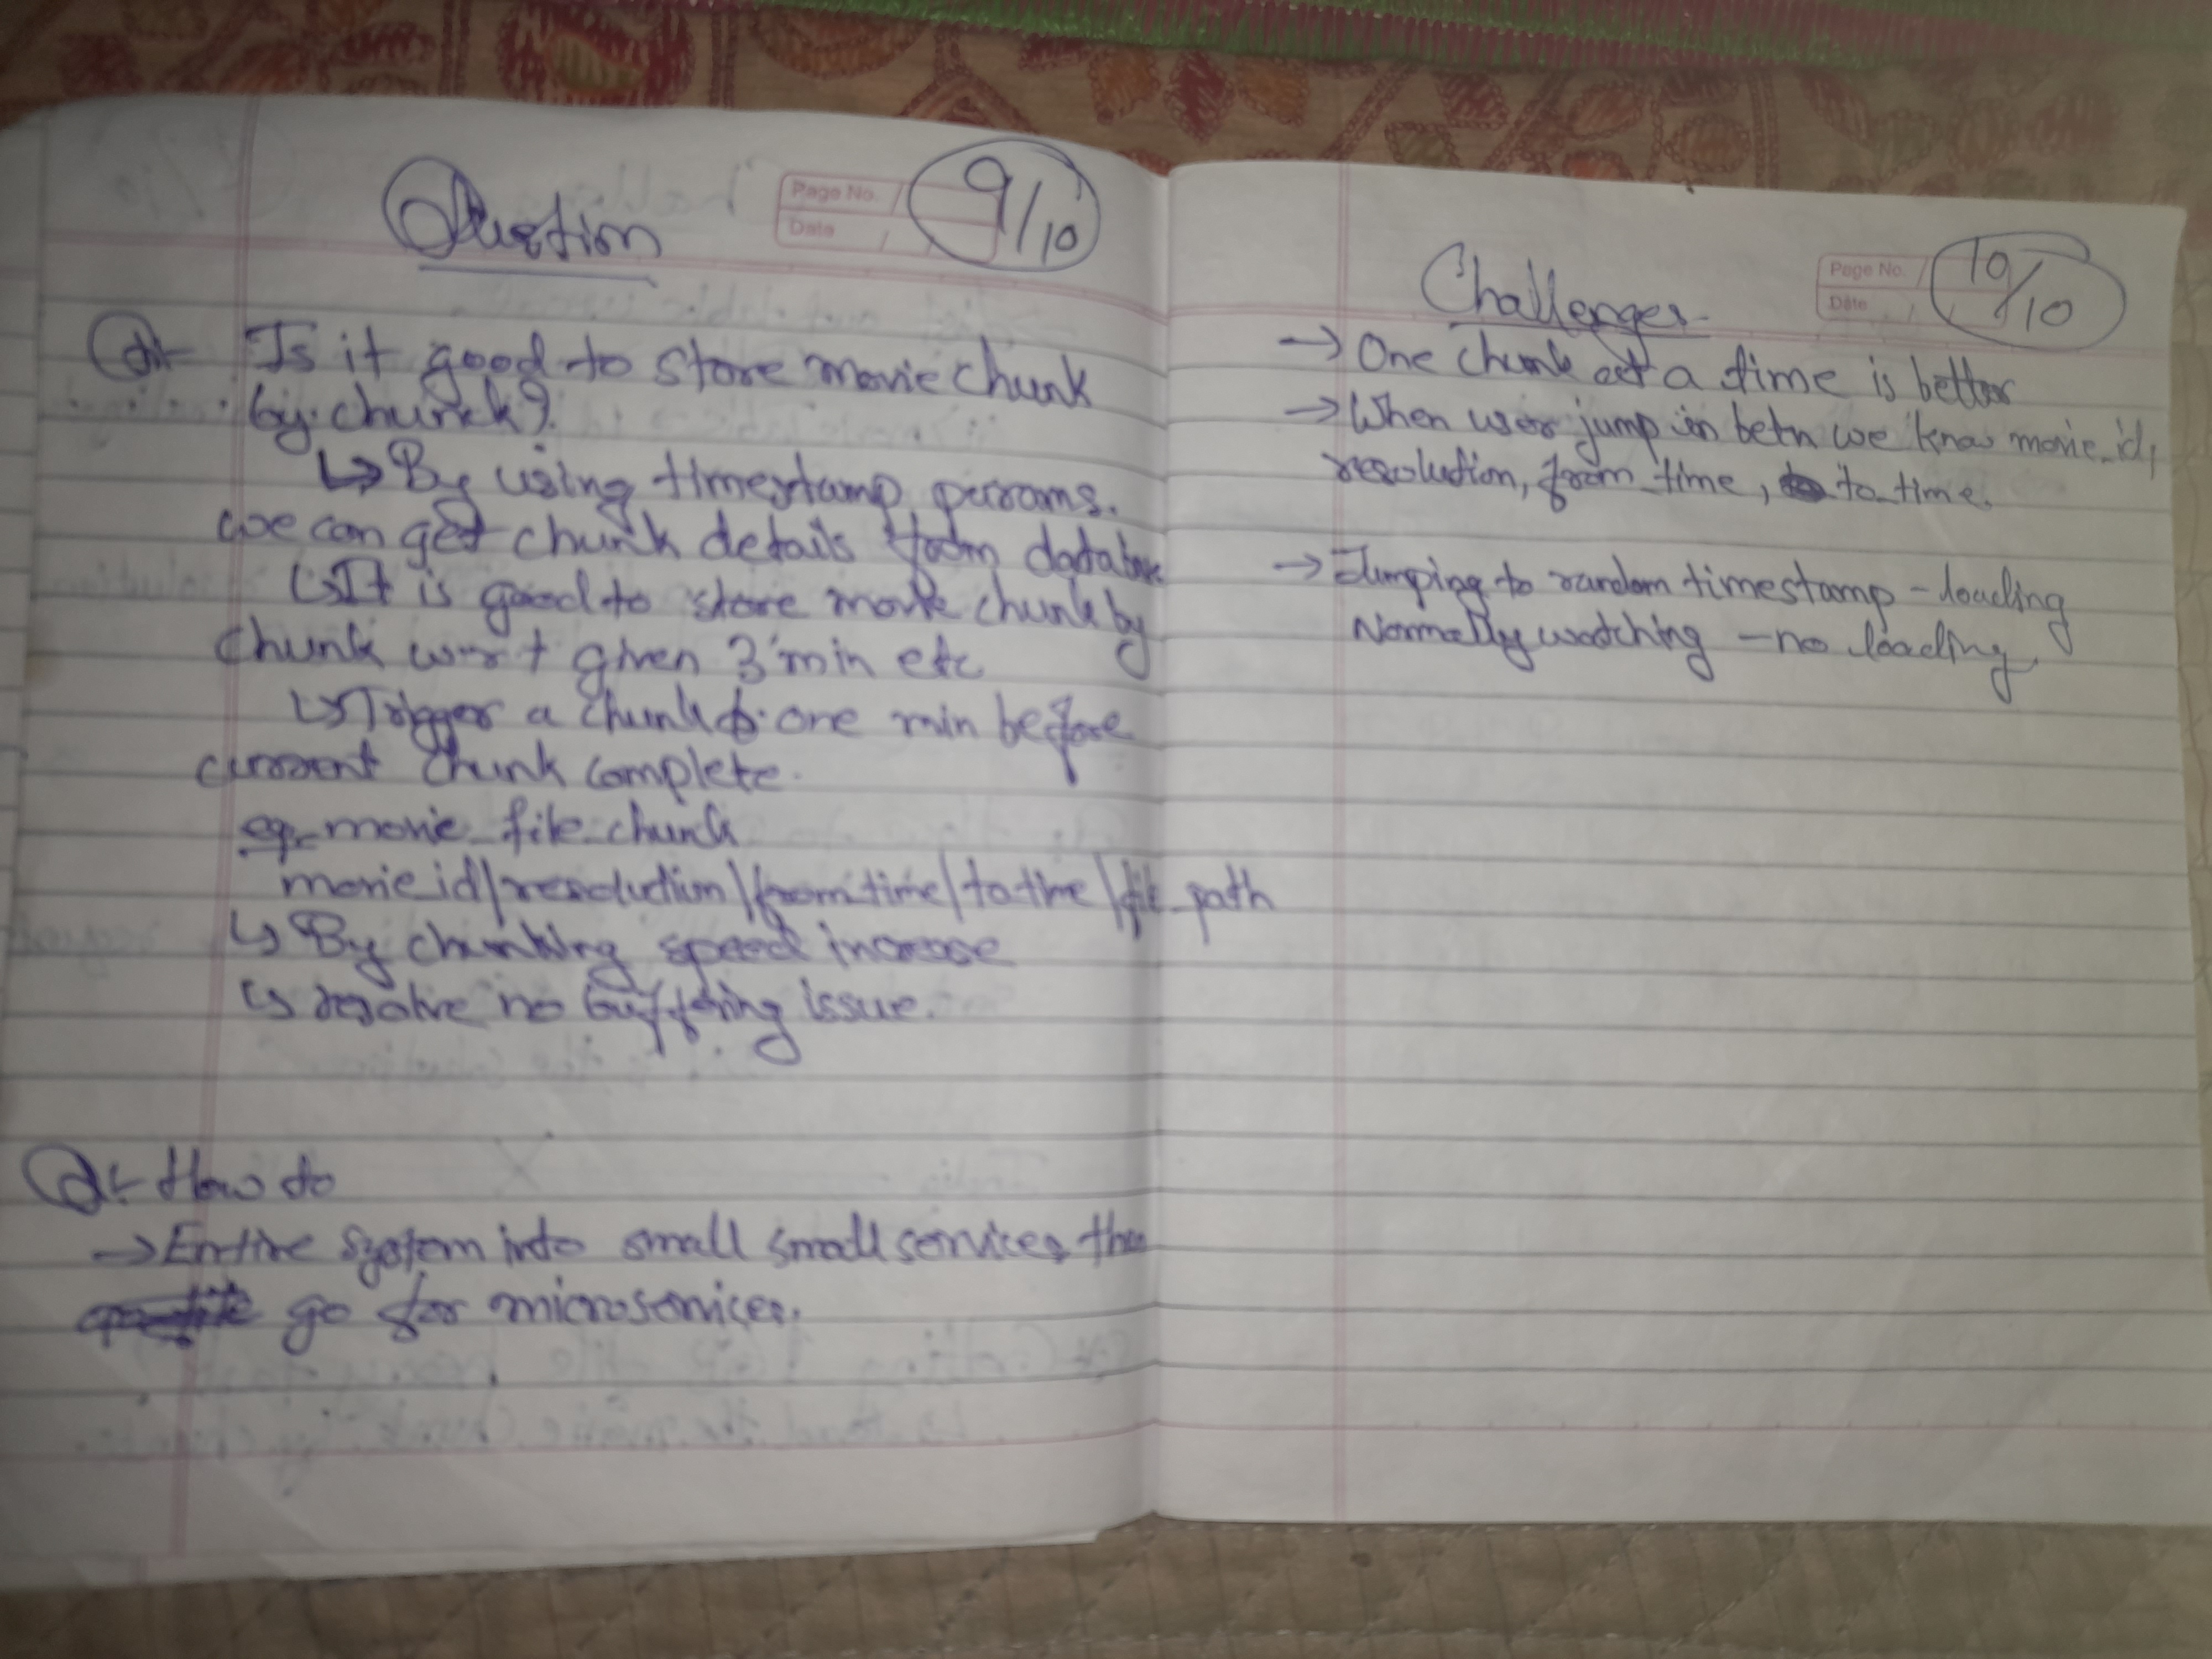 Question
Page No.
Date
9/10
Q1- Is it good to store movie chunk
by chunk?
↳ By using timestamp params.
we can get chunk details from database
↳ It is good to store movie chunk by
chunk w.r.t given 3 min etc
↳ Trigger a chunk one min before
current chunk complete.
eg- movie_file_chunk
movie_id/resolution/from_time/to_time/file_path
↳ By chunking speed increase
↳ resolve no buffering issue.
Q1- How do
→ Entire system into small small services, then
go for microservices.
Challenges-
Page No.
Date
10/10
→ One chunk at a time is better
→ When user jump in betn we know movie_id,
resolution, from_time, to_time.
→ Jumping to random timestamp - loading
Normally watching - no loading